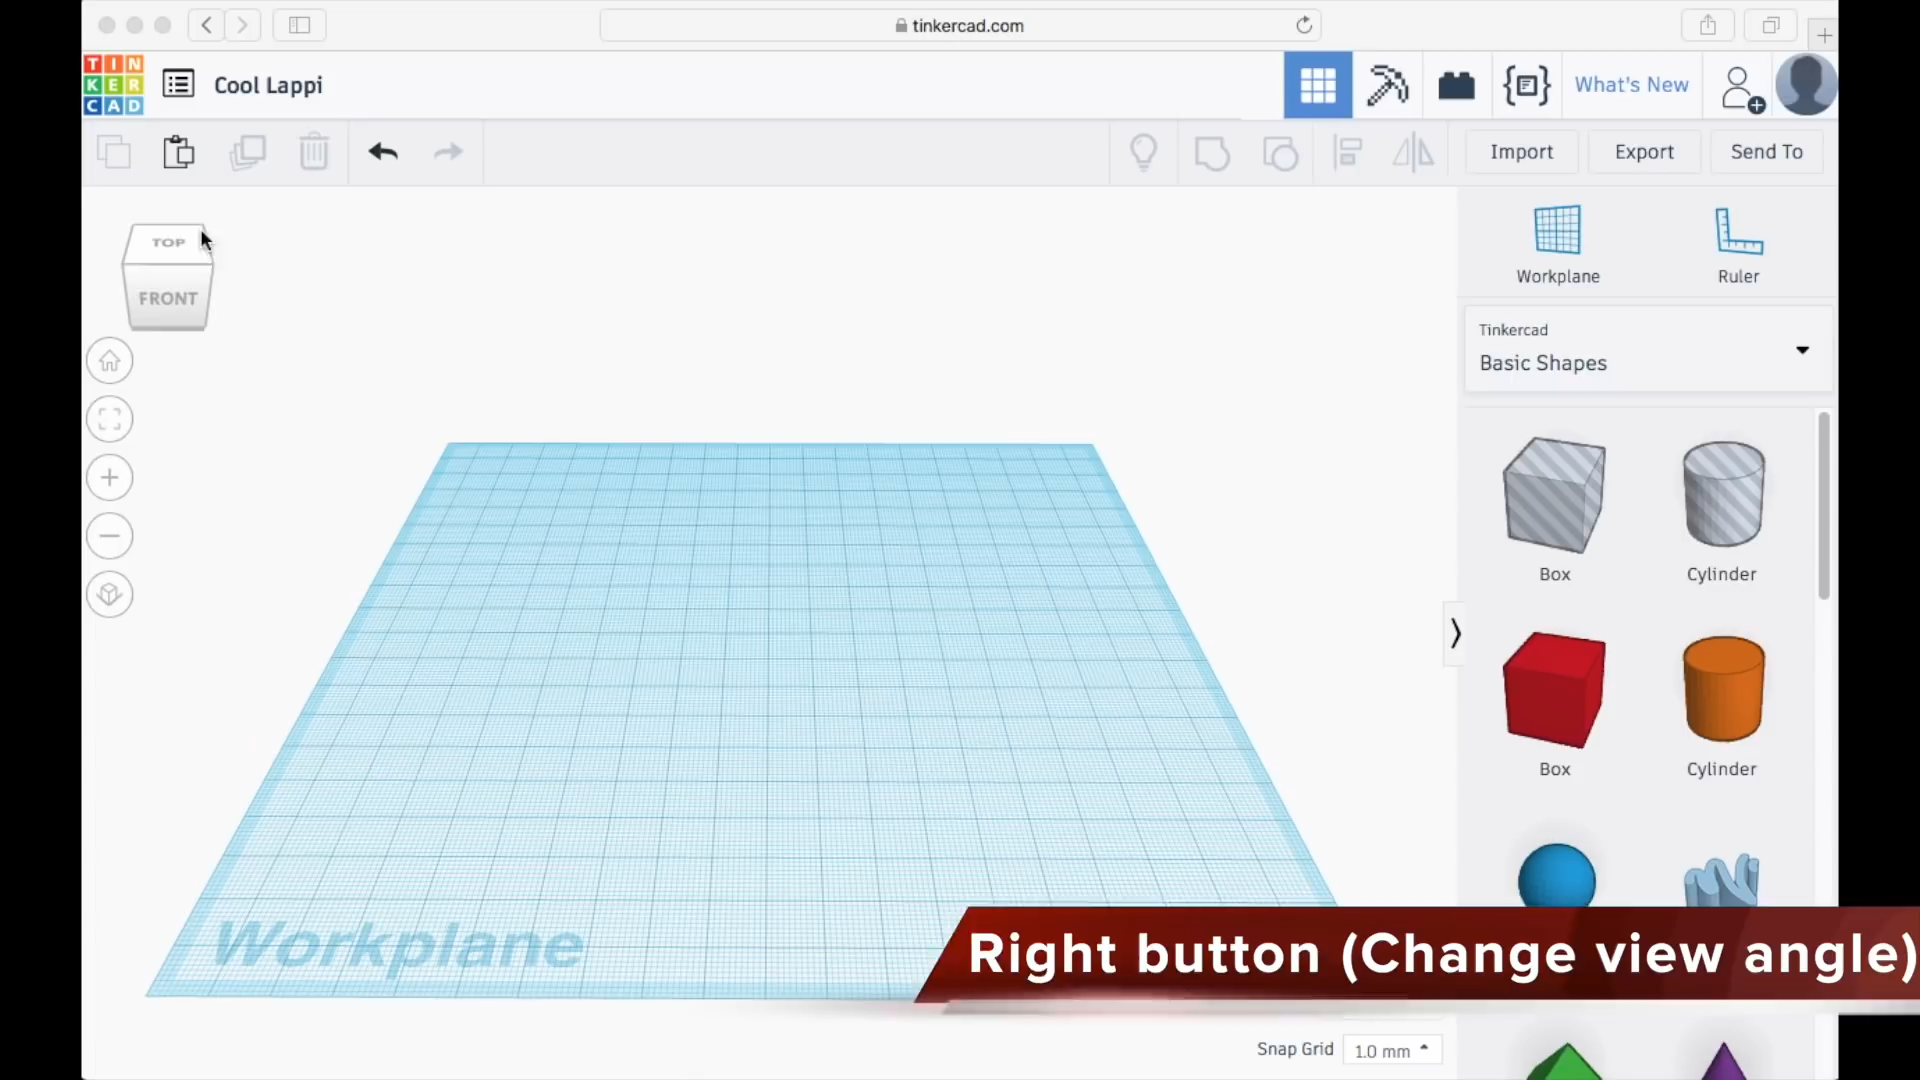 tinkercad.com
TIN
KER
CAD
Cool Lappi
What's New
Import
Export
Send To
TOP
FRONT
Workplane
Ruler
Tinkercad
Basic Shapes
Box
Cylinder
Box
Cylinder
Workplane
Right button (Change view angle)
Snap Grid
1.0 mm